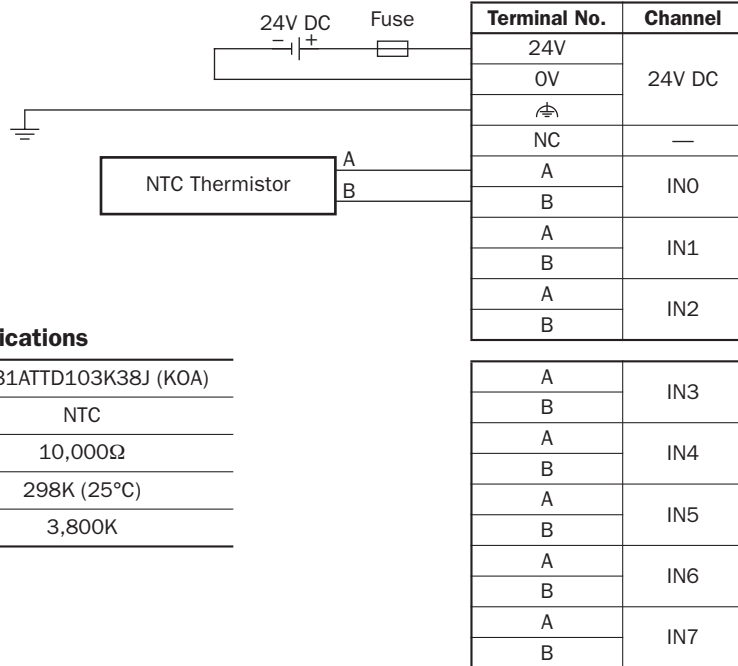 24V DC
– +
Fuse
A
B
NTC Thermistor
Terminal No. Channel
24V
0V
24V DC
NC —
A
B
IN0
A
B
IN1
A
B
IN2
A
B
IN3
A
B
IN4
A
B
IN5
A
B
IN6
A
B
IN7
ications
31ATTD103K38J (KOA)
NTC
10,000Ω
298K (25°C)
3,800K